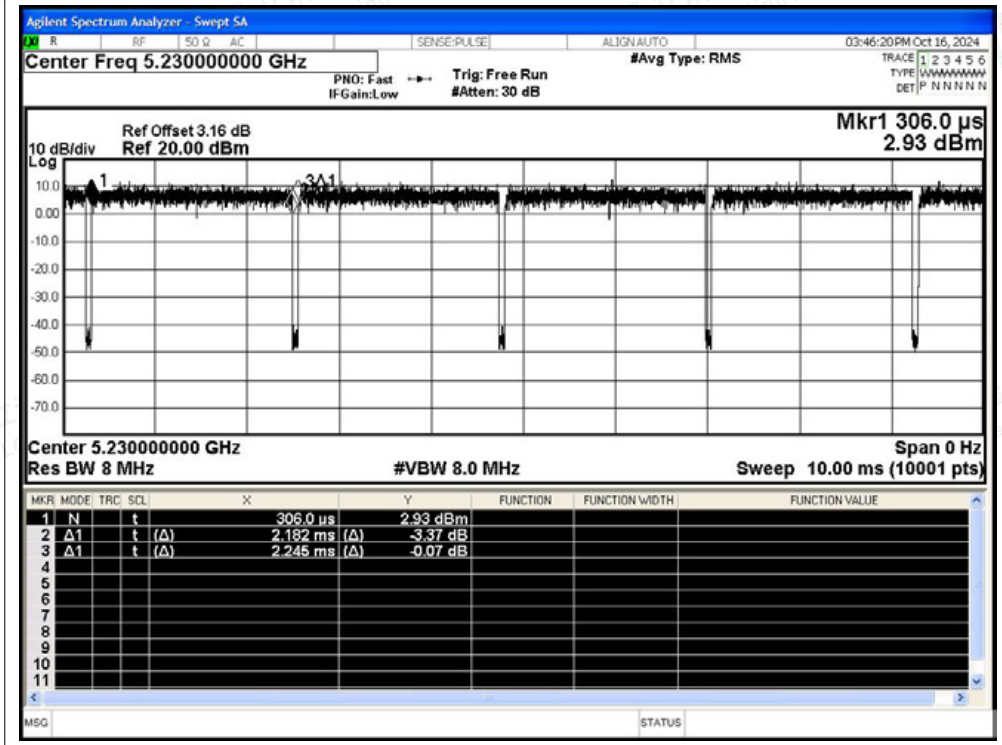 Agilent Spectrum Analyzer - Swept SA
R RF 50 Ω AC SENSE:PULSE ALIGN AUTO 03:46:20 PM Oct 16, 2024
Center Freq 5.230000000 GHz #Avg Type: RMS TRACE 1 2 3 4 5 6
PNO: Fast Trig: Free Run TYPE WWWWWW
IFGain:Low #Atten: 30 dB DET P N N N N N
Mkr1 306.0 µs
Ref Offset 3.16 dB
10 dB/div Ref 20.00 dBm 2.93 dBm
Log
1 3Δ1
10.0
0.00
-10.0
-20.0
-30.0
-40.0
-50.0
-60.0
-70.0
Center 5.230000000 GHz Span 0 Hz
Res BW 8 MHz #VBW 8.0 MHz Sweep 10.00 ms (10001 pts)
MKR MODE TRC SCL X Y FUNCTION FUNCTION WIDTH FUNCTION VALUE
1 N t 306.0 µs 2.93 dBm
2 Δ1 t (Δ) 2.182 ms (Δ) -3.37 dB
3 Δ1 t (Δ) 2.245 ms (Δ) -0.07 dB
4
5
6
7
8
9
10
11
MSG STATUS